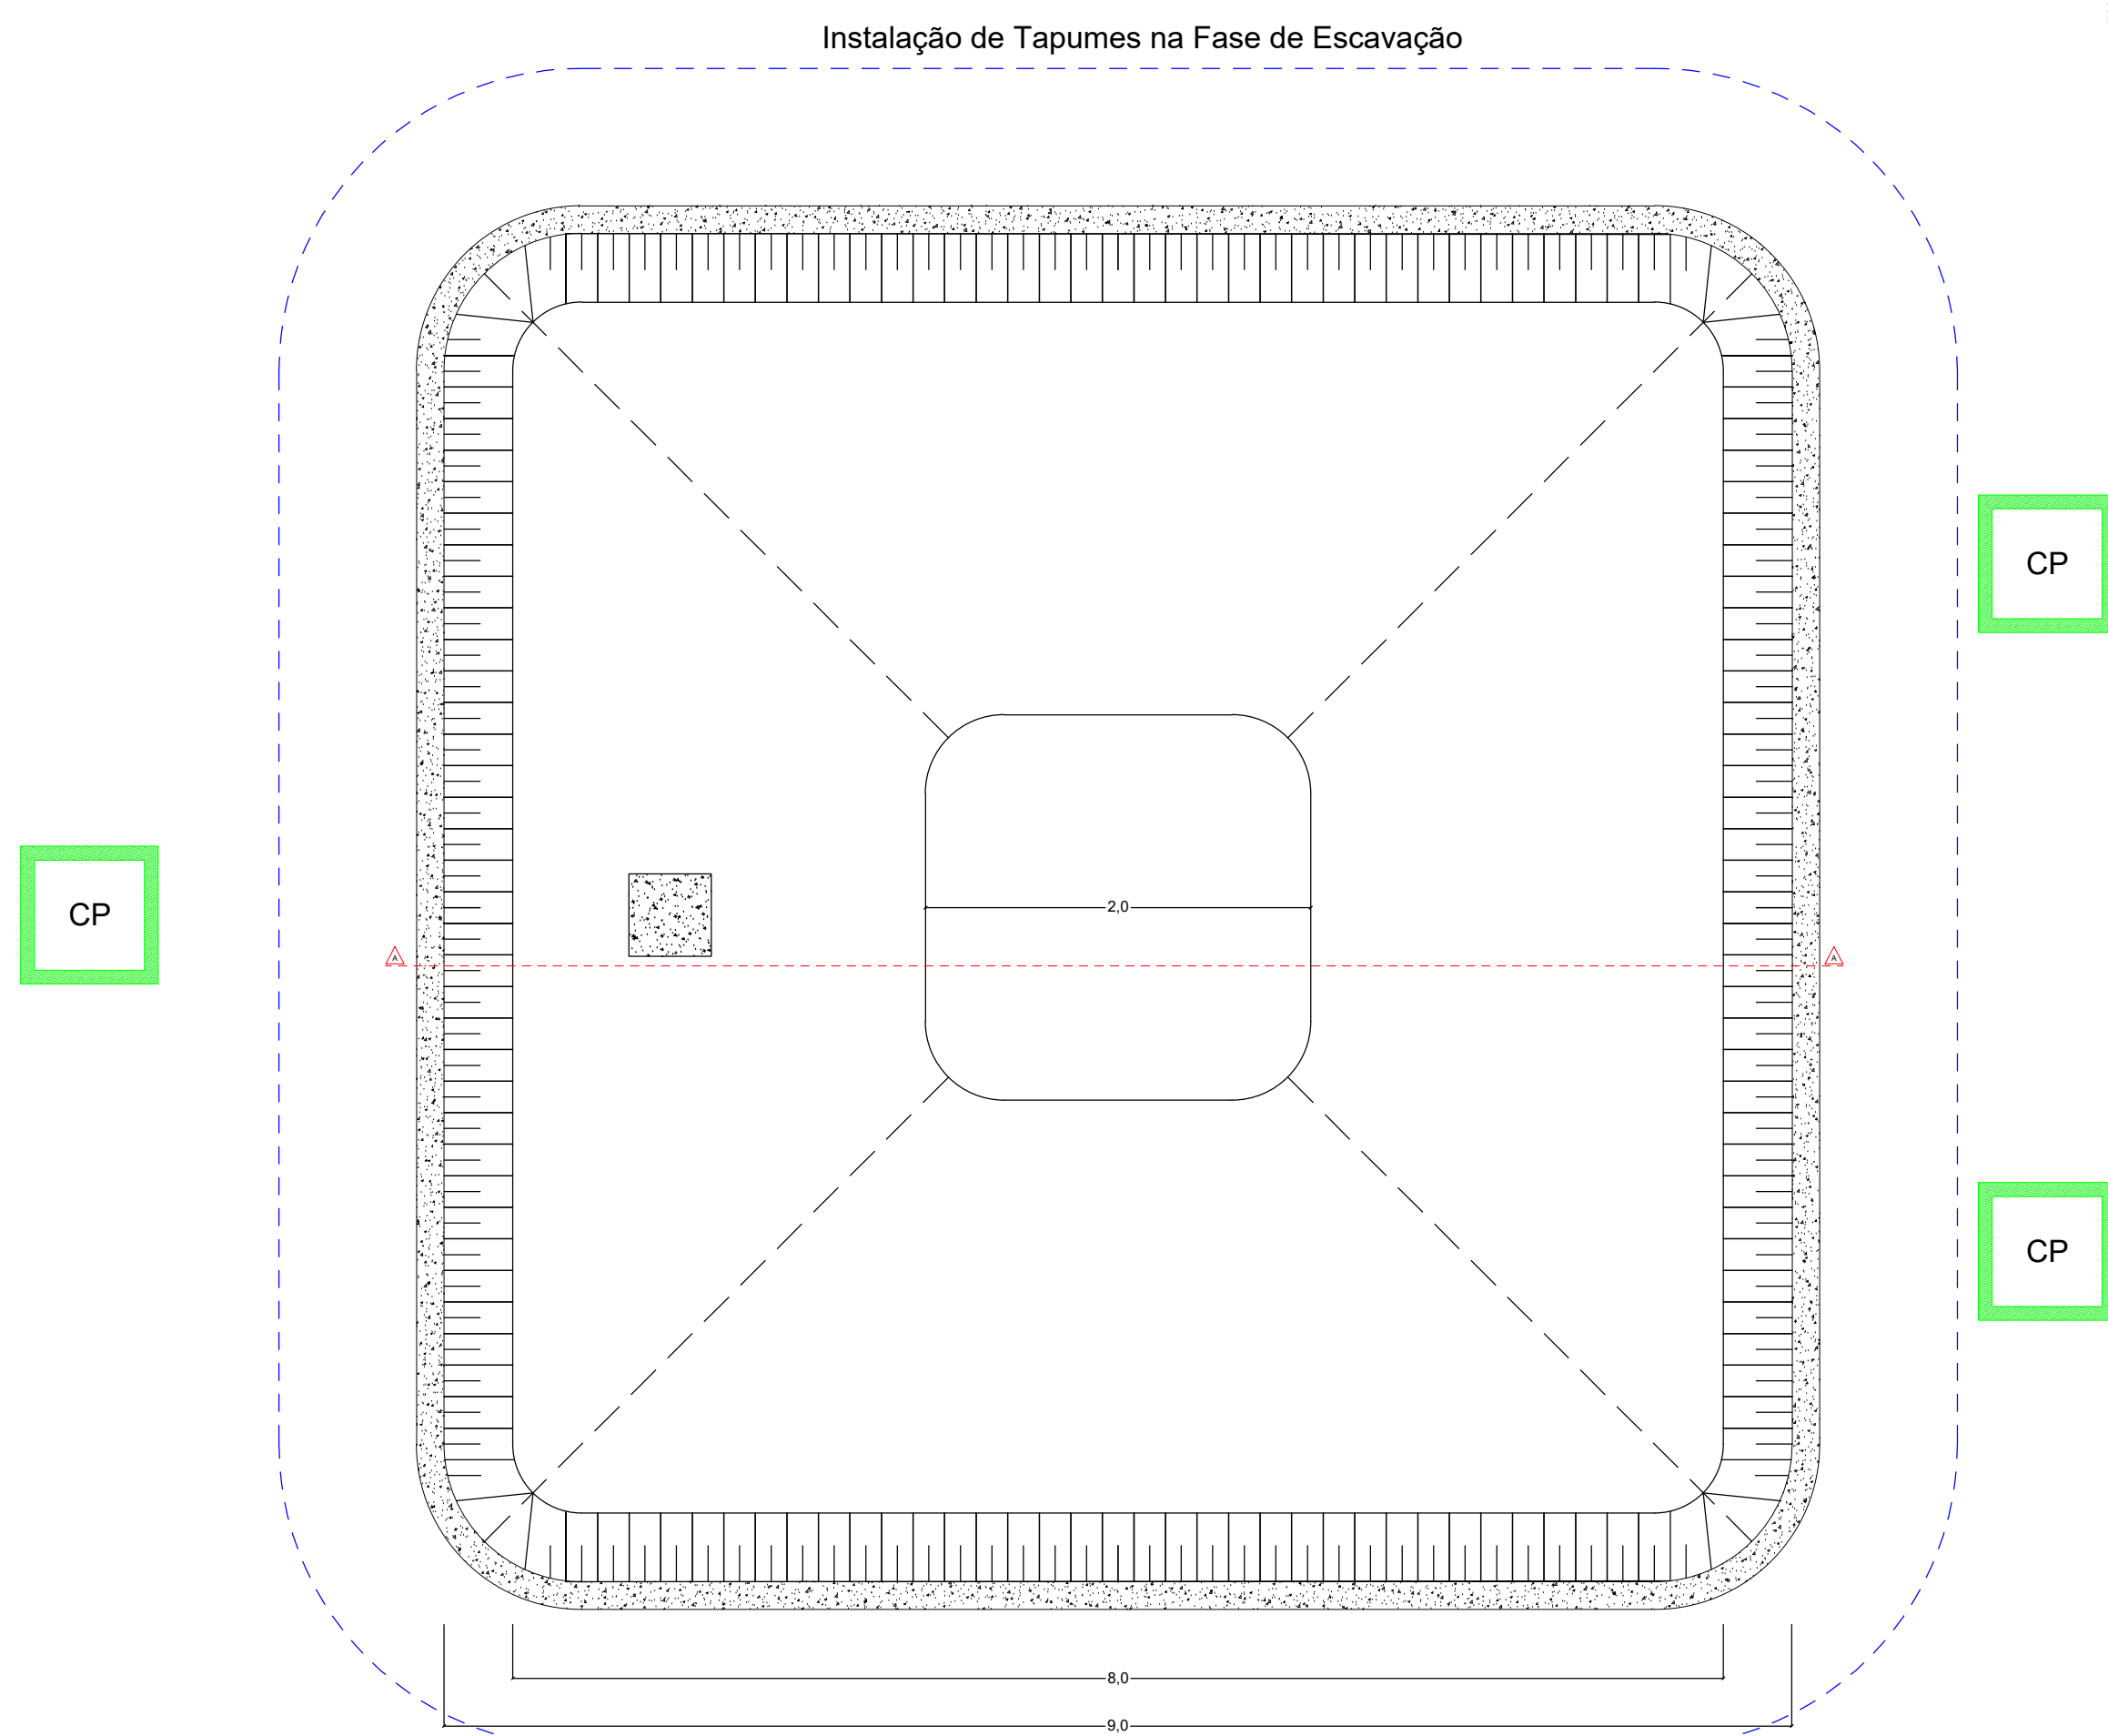 Instalação de Tapumes na Fase de Escavação
CP
CP
2,0
A
A
CP
8,0
9,0